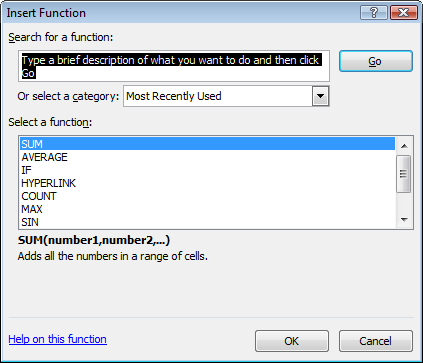 Insert Function
?
Search for a function:
Type a brief description of what you want to do and then click
Go
Go
Or select a category: Most Recently Used
Select a function:
SUM
AVERAGE
IF
HYPERLINK
COUNT
MAX
SIN
SUM(number1,number2,...)
Adds all the numbers in a range of cells.
Help on this function
OK
Cancel